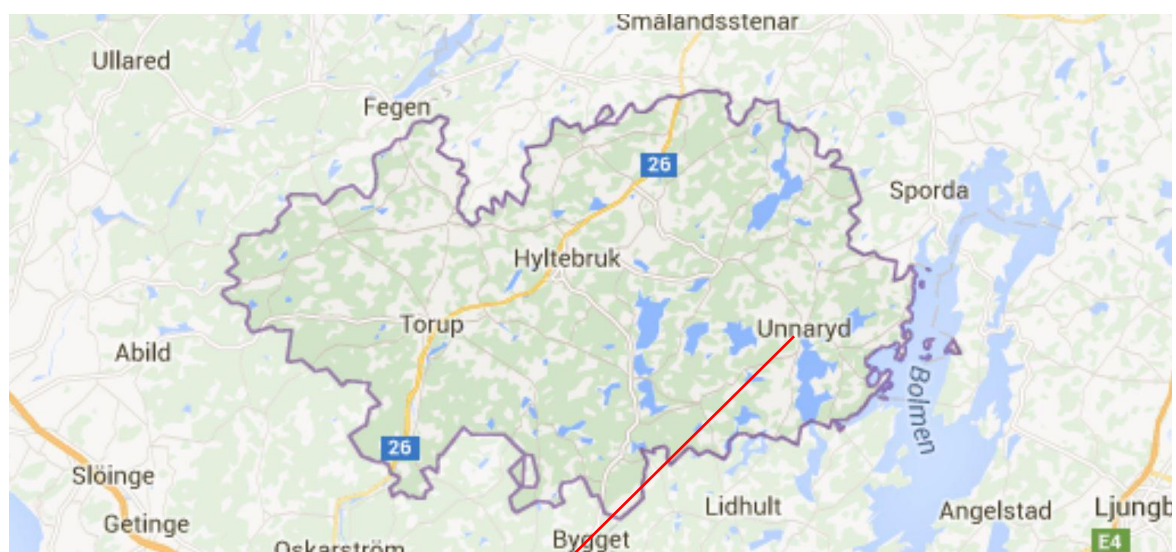 Smålandsstenar
Ullared
Fegen
26
Sporda
Hyltebruk
Torup
Unnaryd
Abild
Bolmen
26
Slöinge
Lidhult
Angelstad
Ljungb
Getinge
Oskarström
Bygget
E4